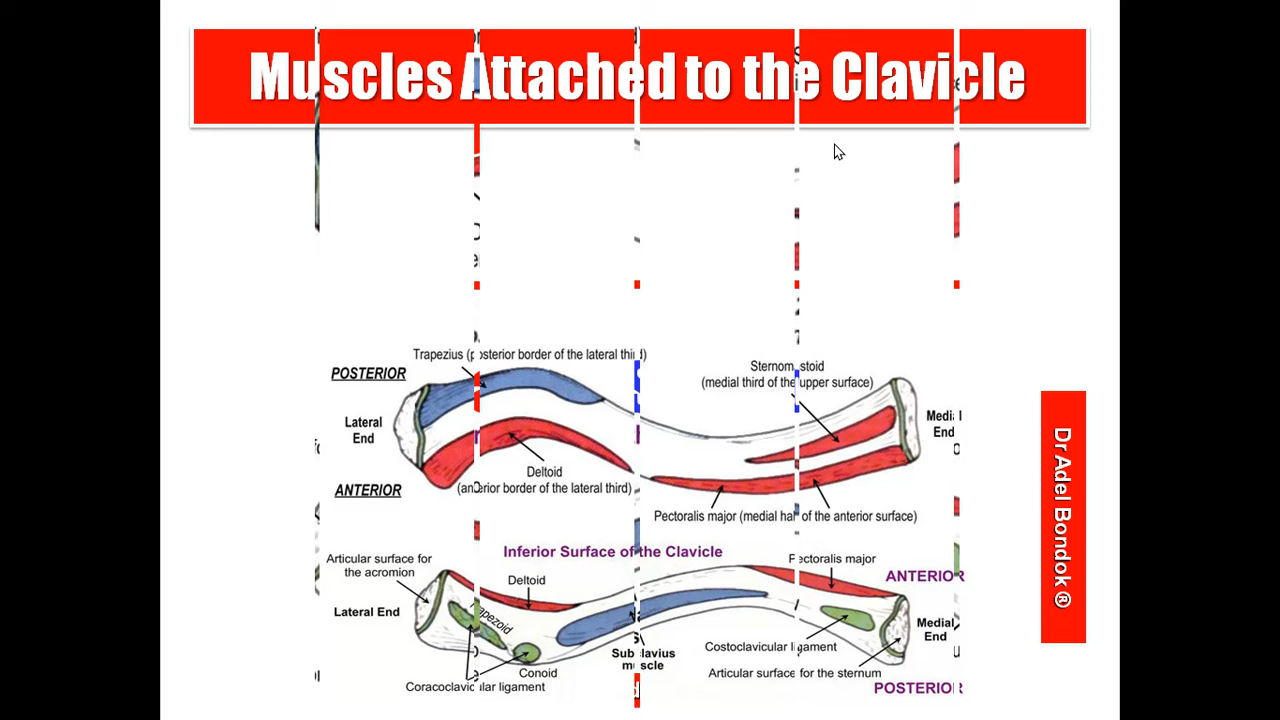 Muscles Attached to the Clavicle
Trapezius (posterior border of the lateral third)
POSTERIOR
Lateral
End
Sternomastoid
(medial third of the upper surface)
Medial
End
Deltoid
(anterior border of the lateral third)
ANTERIOR
Pectoralis major (medial half of the anterior surface)
Inferior Surface of the Clavicle
Articular surface for
the acromion
Deltoid
Pectoralis major
ANTERIOR
Lateral End
Trapezoid
Medial
End
Costoclavicular ligament
Subclavius
muscle
Conoid
Articular surface for the sternum
Coracoclavicular ligament
POSTERIOR
Dr Adel Bondok ®